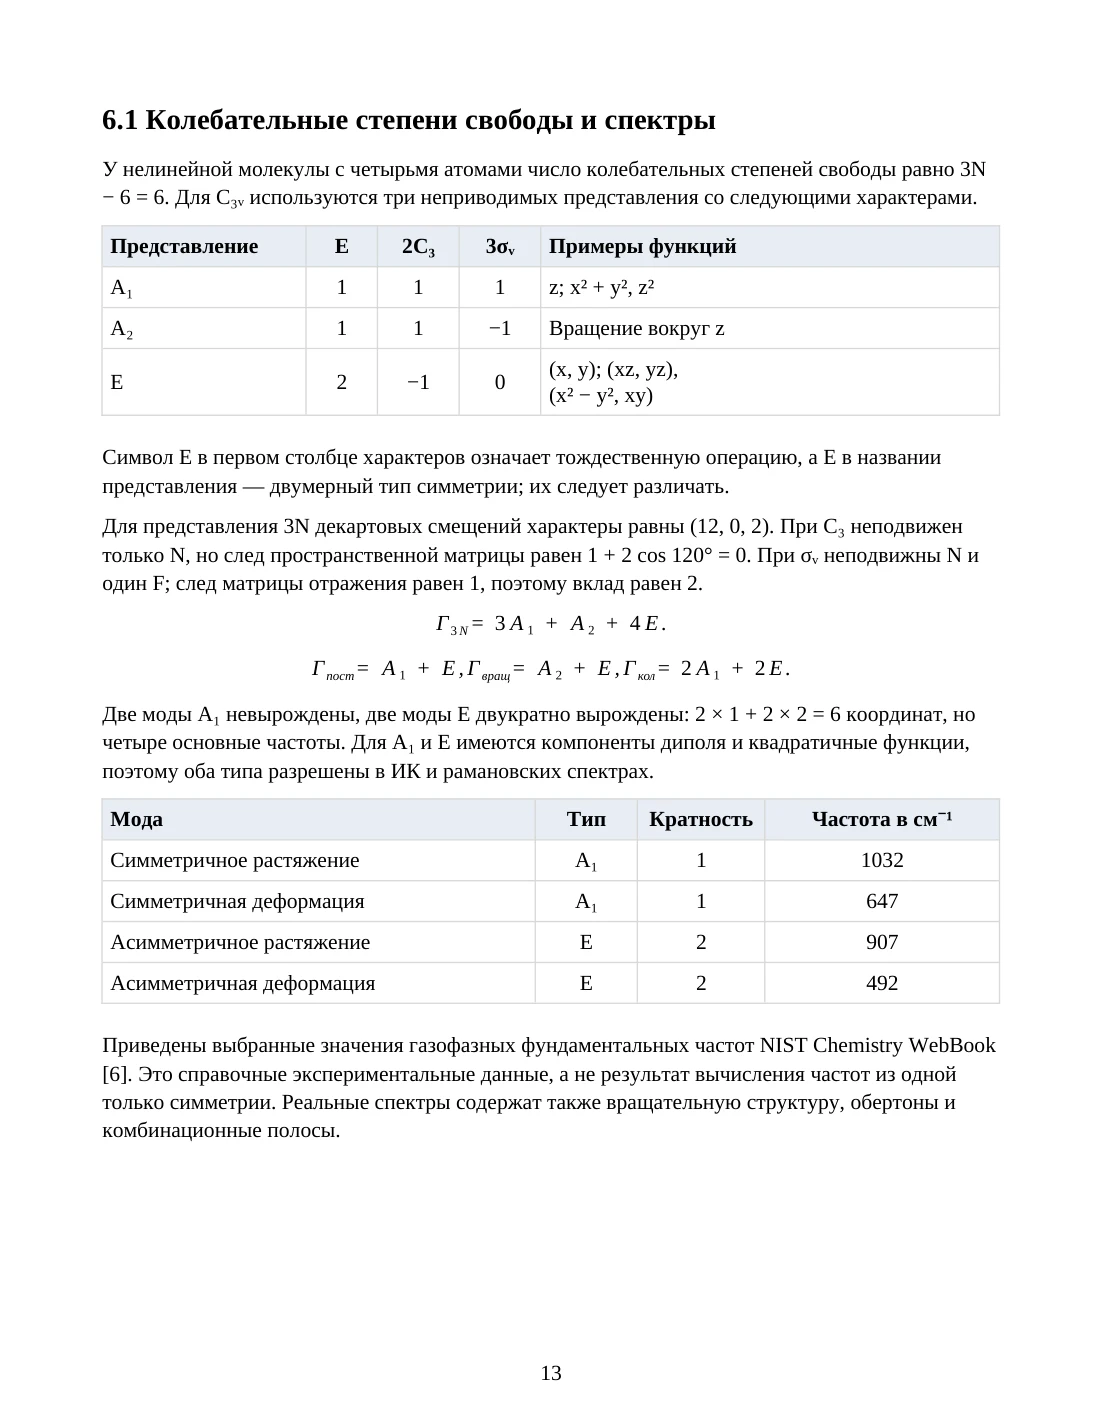 6.1 Колебательные степени свободы и спектры
У нелинейной молекулы с четырьмя атомами число колебательных степеней свободы равно 3N
− 6 = 6. Для C₃ᵥ используются три неприводимых представления со следующими характерами.
Представление E 2C₃ 3σᵥ Примеры функций
A₁ 1 1 1 z; x² + y², z²
A₂ 1 1 −1 Вращение вокруг z
E 2 −1 0 (x, y); (xz, yz),
(x² − y², xy)
Символ E в первом столбце характеров означает тождественную операцию, а E в названии
представления — двумерный тип симметрии; их следует различать.
Для представления 3N декартовых смещений характеры равны (12, 0, 2). При C₃ неподвижен
только N, но след пространственной матрицы равен 1 + 2 cos 120° = 0. При σᵥ неподвижны N и
один F; след матрицы отражения равен 1, поэтому вклад равен 2.
Γ₃N = 3A₁ + A₂ + 4E.
Γпост = A₁ + E, Γвращ = A₂ + E, Γкол = 2A₁ + 2E.
Две моды A₁ невырождены, две моды E двукратно вырождены: 2 × 1 + 2 × 2 = 6 координат, но
четыре основные частоты. Для A₁ и E имеются компоненты диполя и квадратичные функции,
поэтому оба типа разрешены в ИК и рамановских спектрах.
Мода Тип Кратность Частота в см⁻¹
Симметричное растяжение A₁ 1 1032
Симметричная деформация A₁ 1 647
Асимметричное растяжение E 2 907
Асимметричная деформация E 2 492
Приведены выбранные значения газофазных фундаментальных частот NIST Chemistry WebBook
[6]. Это справочные экспериментальные данные, а не результат вычисления частот из одной
только симметрии. Реальные спектры содержат также вращательную структуру, обертоны и
комбинационные полосы.
13